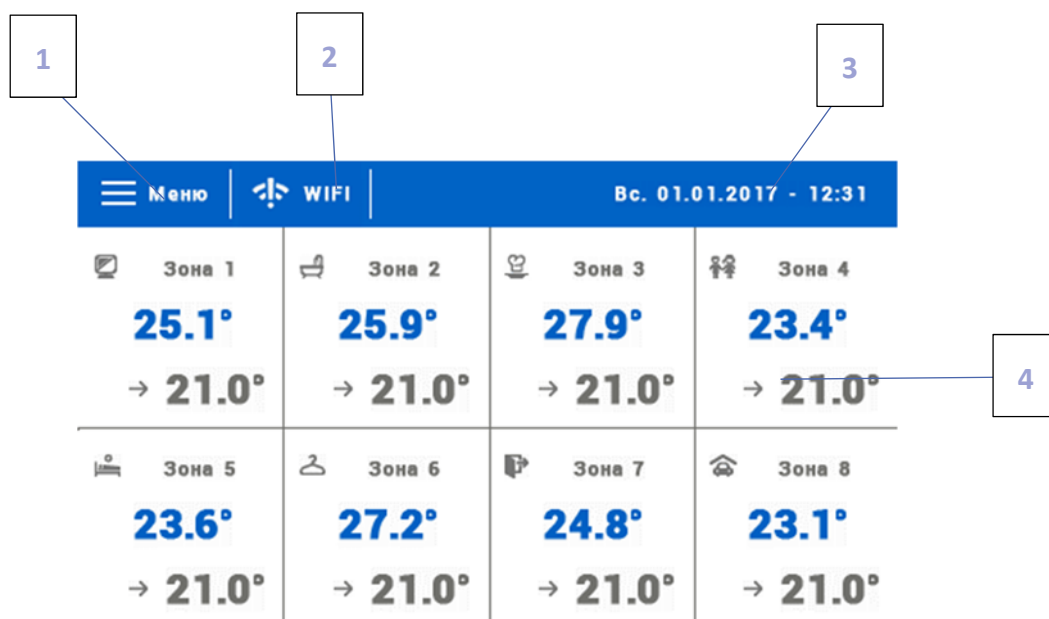 1
2
3
Меню WIFI Вс. 01.01.2017 - 12:31
Зона 1 Зона 2 Зона 3 Зона 4
25.1° 25.9° 27.9° 23.4°
→ 21.0° → 21.0° → 21.0° → 21.0°
4
Зона 5 Зона 6 Зона 7 Зона 8
23.6° 27.2° 24.8° 23.1°
→ 21.0° → 21.0° → 21.0° → 21.0°